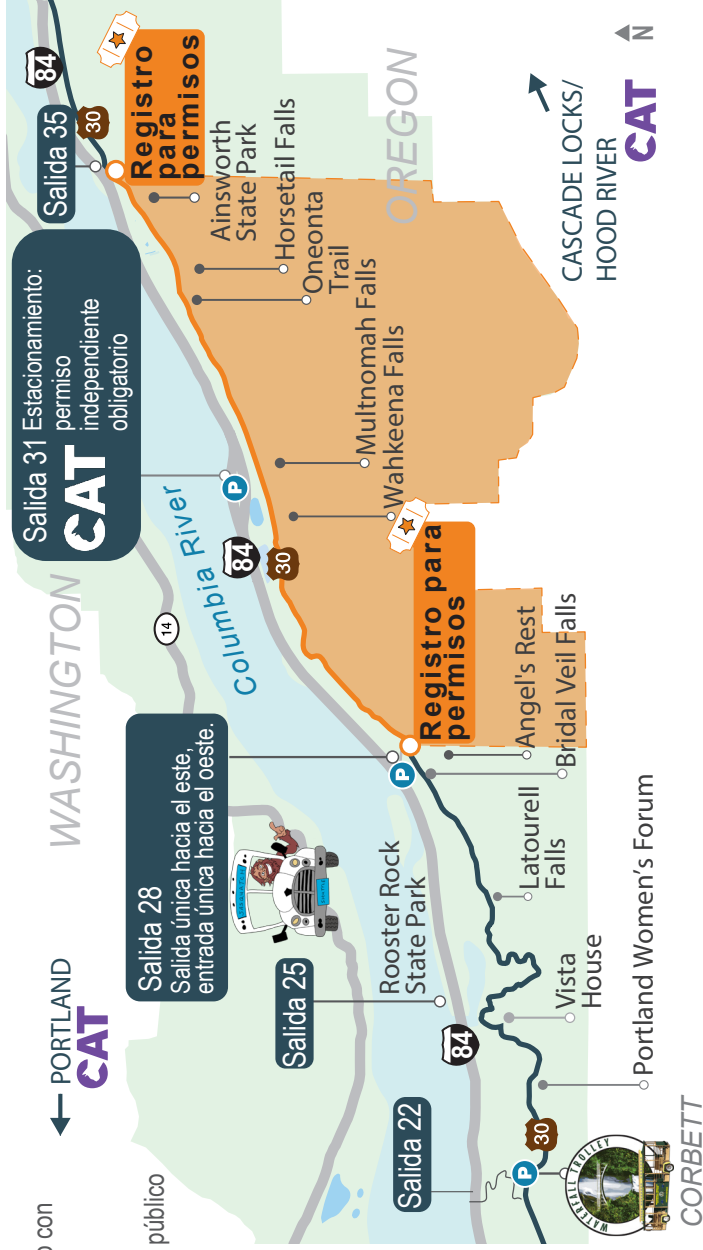 o con
público
← PORTLAND
CAT
WASHINGTON
14
Salida 31 Estacionamiento:
permiso
independiente
obligatorio
CAT
Salida 35
84
30
Registro
para
permisos
Ainsworth
State Park
Horsetail Falls
Oneonta
Trail
OREGON
N
CASCADE LOCKS/
HOOD RIVER
CAT
Columbia River
P
84
30
Multnomah Falls
Wahkeena Falls
Salida 28
Salida única hacia el este,
entrada única hacia el oeste.
P
Registro para
permisos
Angel's Rest
Bridal Veil Falls
Salida 25
Rooster Rock
State Park
Latourell
Falls
84
Vista
House
Salida 22
30
P
Portland Women's Forum
WATERFALL TROLLEY
CORBETT